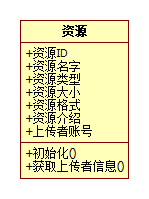 资源
+资源ID
+资源名字
+资源类型
+资源大小
+资源格式
+资源介绍
+上传者账号
+初始化()
+获取上传者信息()